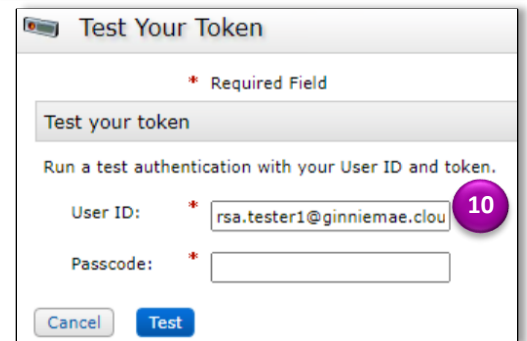 Test Your Token
* Required Field
Test your token
Run a test authentication with your User ID and token.
User ID: * rsa.tester1@ginniemae.clou 10
Passcode: *
Cancel Test